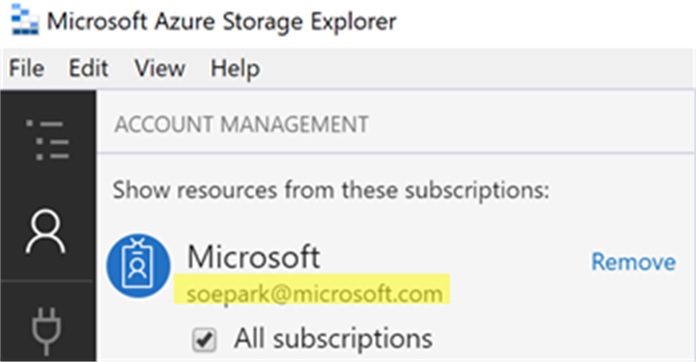 Microsoft Azure Storage Explorer
File Edit View Help
ACCOUNT MANAGEMENT
Show resources from these subscriptions:
Microsoft Remove
soepark@microsoft.com
All subscriptions